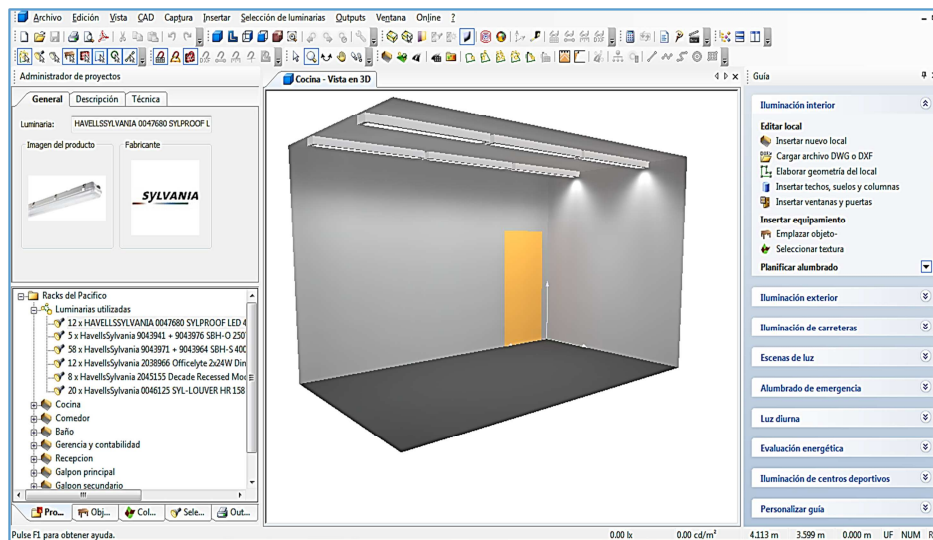 Archivo Edición Vista CAD Captura Insertar Selección de luminarias Outputs Ventana Online ?
Administrador de proyectos
General Descripción Técnica
Luminaria: HAVELLSSYLVANIA 0047680 SYLPROOF L
Imagen del producto Fabricante
SYLVANIA
Racks del Pacifico
Luminarias utilizadas
12 x HAVELLSSYLVANIA 0047680 SYLPROOF LED 4
5 x HavellsSylvania 9043941 + 9043976 SBH-O 250
58 x HavellsSylvania 9043971 + 9043964 SBH-S 400
12 x HavellsSylvania 2038966 Officelyte 2x24W Din
8 x HavellsSylvania 2045155 Decade Recessed Mo
20 x HavellsSylvania 0046125 SYL-LOUVER HR 158
Cocina
Comedor
Baño
Gerencia y contabilidad
Recepcion
Galpon principal
Galpon secundario
Pro... Obj... Col... Sele... Out...
Cocina - Vista en 3D
Guía
Iluminación interior
Editar local
Insertar nuevo local
Cargar archivo DWG o DXF
Elaborar geometría del local
Insertar techos, suelos y columnas
Insertar ventanas y puertas
Insertar equipamiento
Emplazar objeto-
Seleccionar textura
Planificar alumbrado
Iluminación exterior
Iluminación de carreteras
Escenas de luz
Alumbrado de emergencia
Luz diurna
Evaluación energética
Iluminación de centros deportivos
Personalizar guía
Pulse F1 para obtener ayuda. 0.00 lx 0.00 cd/m² 4.113 m 3.599 m 0.000 m UF NUM R